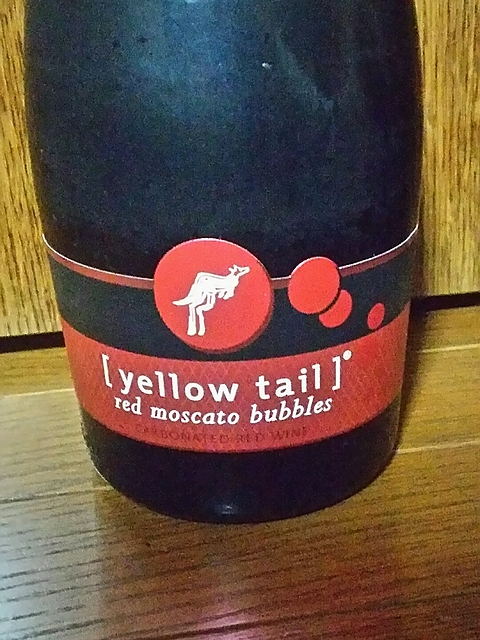 [ yellow tail ]
red moscato bubbles
CARBONATED RED WINE